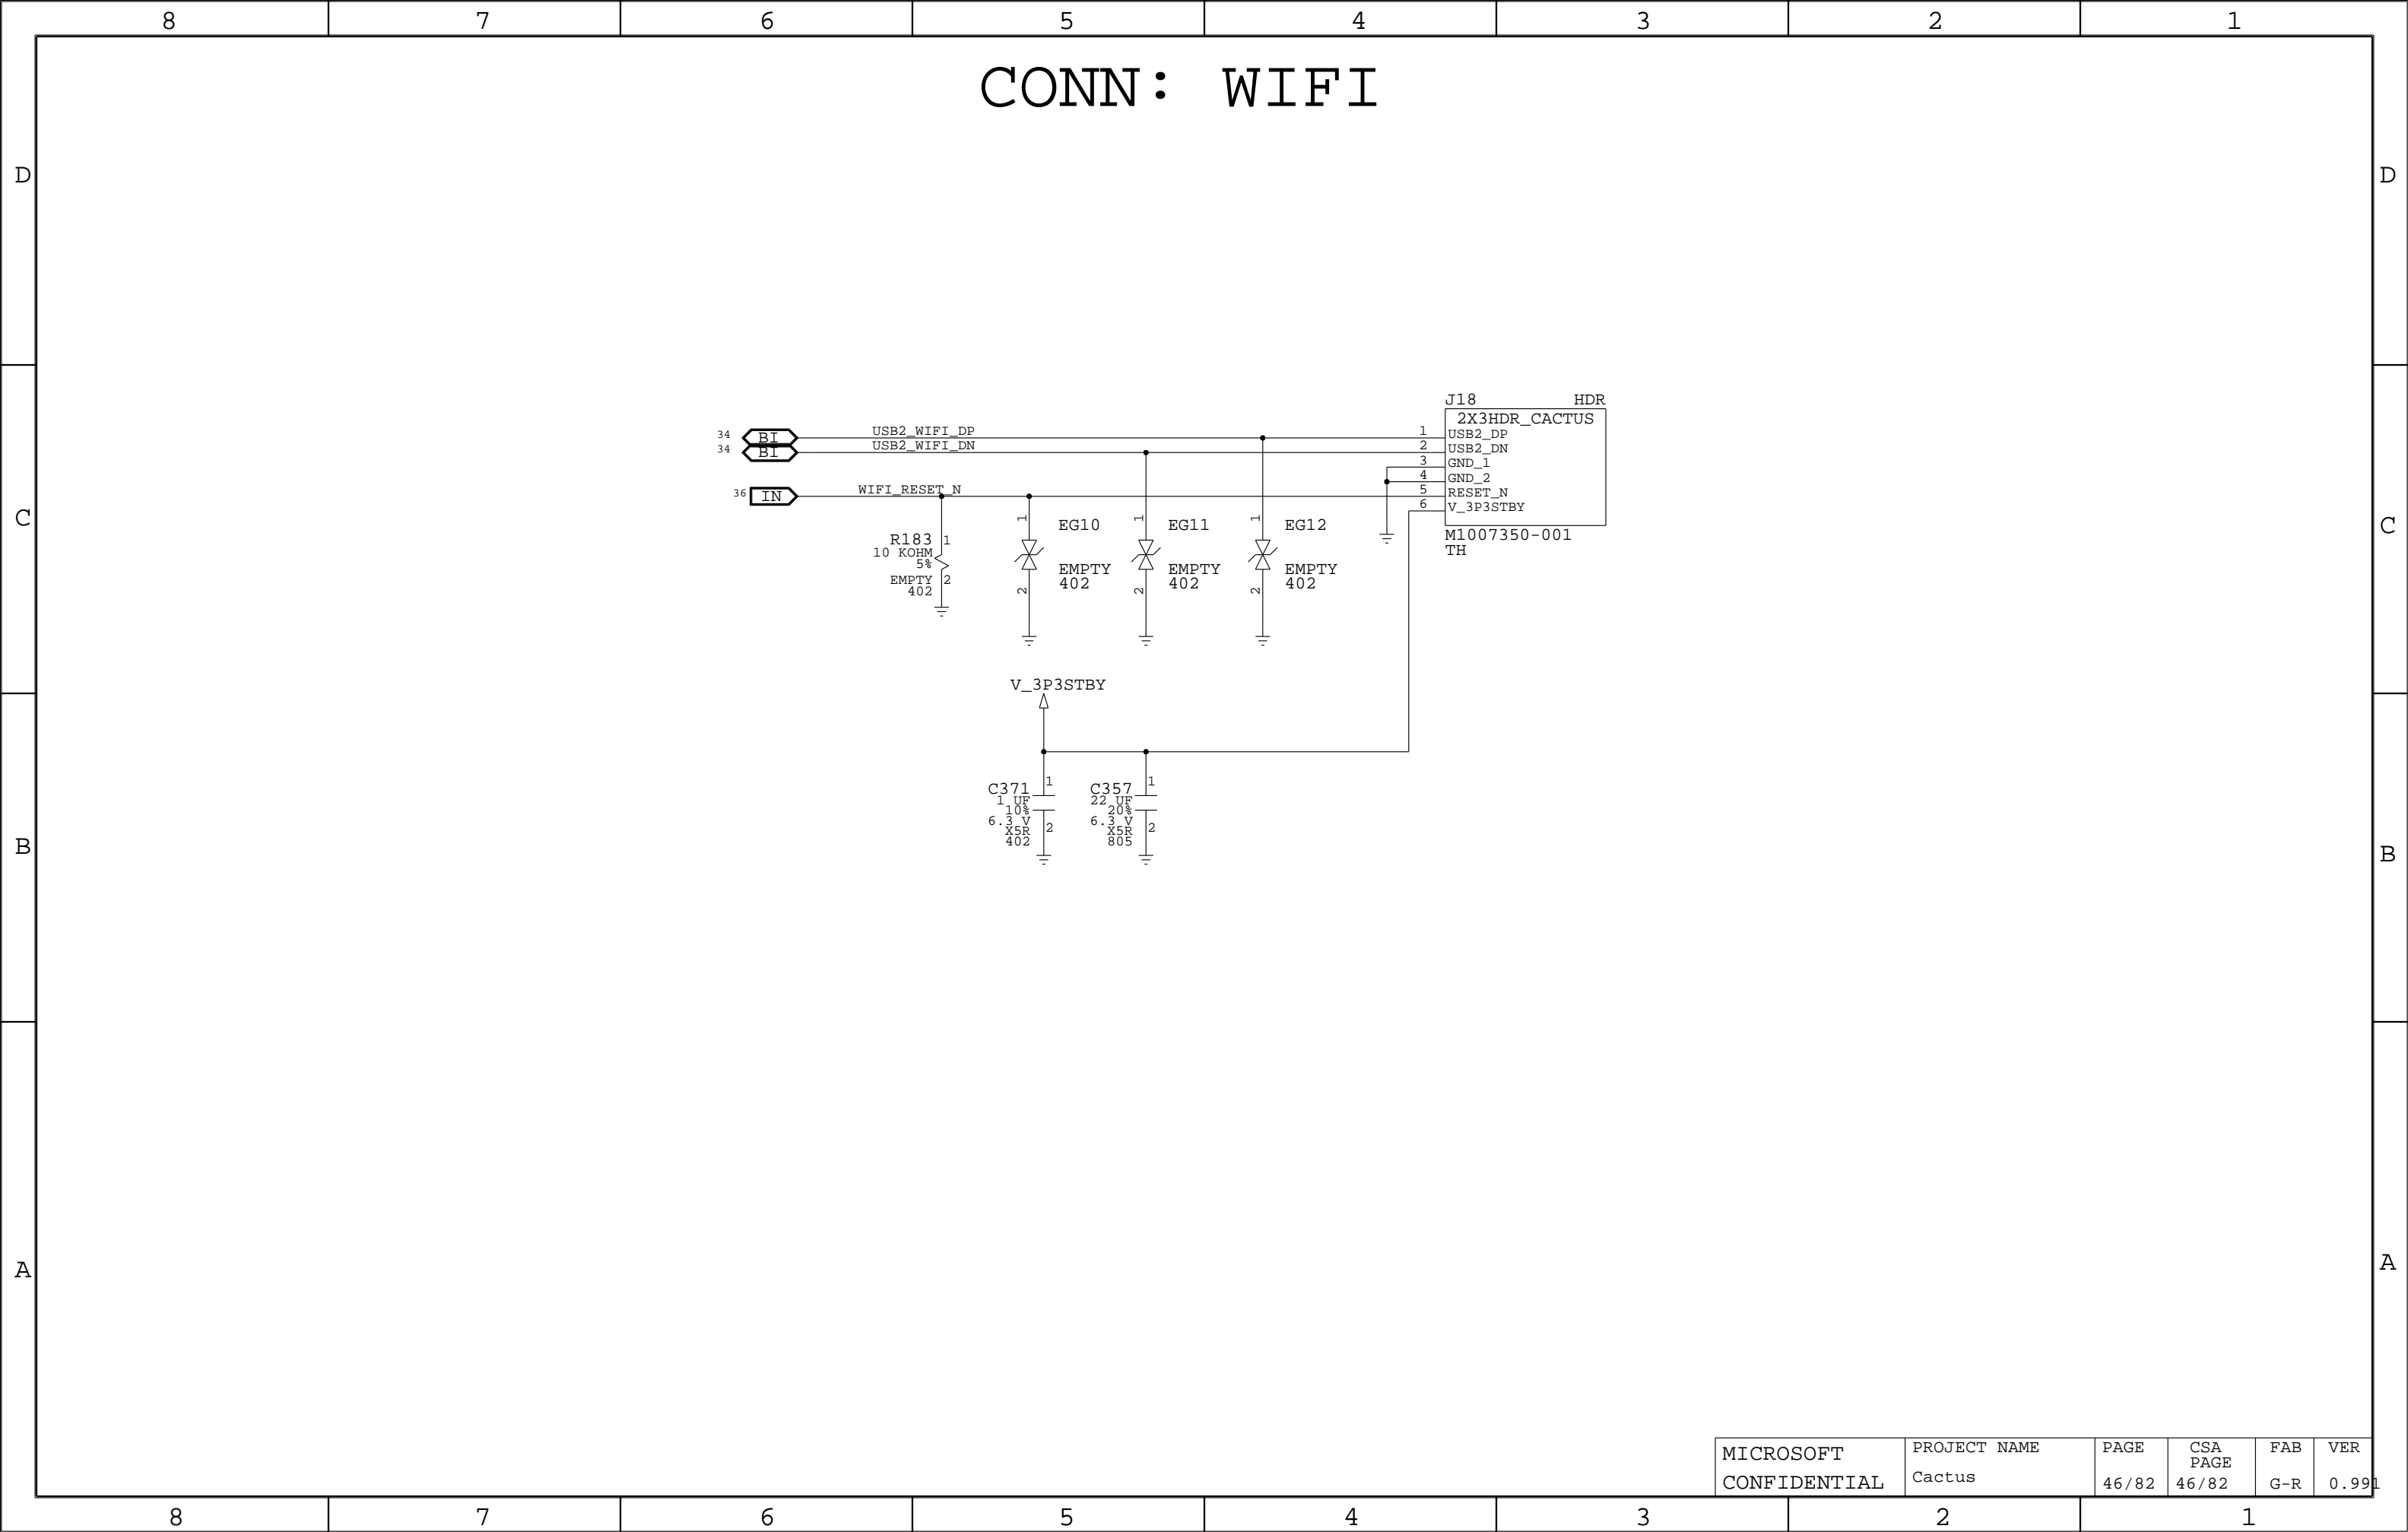 8 7 6 5 4 3 2 1
CONN: WIFI
D D
J18 HDR
2X3HDR_CACTUS
34 BI USB2_WIFI_DP 1 USB2_DP
34 BI USB2_WIFI_DN 2 USB2_DN
3 GND_1
4 GND_2
36 IN WIFI_RESET_N 5 RESET_N
6 V_3P3STBY
M1007350-001
TH
C C
R183 1
10 KOHM
5%
EMPTY 2
402
1 EG10
EMPTY
402
2
1 EG11
EMPTY
402
2
1 EG12
EMPTY
402
2
V_3P3STBY
C371 1
1 UF
10%
6.3 V
X5R 2
402
C357 1
22 UF
20%
6.3 V
X5R 2
805
B B
A A
MICROSOFT
CONFIDENTIAL
PROJECT NAME
Cactus
PAGE
46/82
CSA
PAGE
46/82
FAB
G-R
VER
0.991
8 7 6 5 4 3 2 1